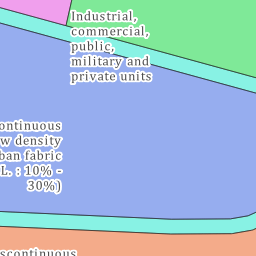 Industrial,
commercial,
public,
military and
private units
ontinuous
w density
ban fabric
L. : 10% -
30%)
scontinuous